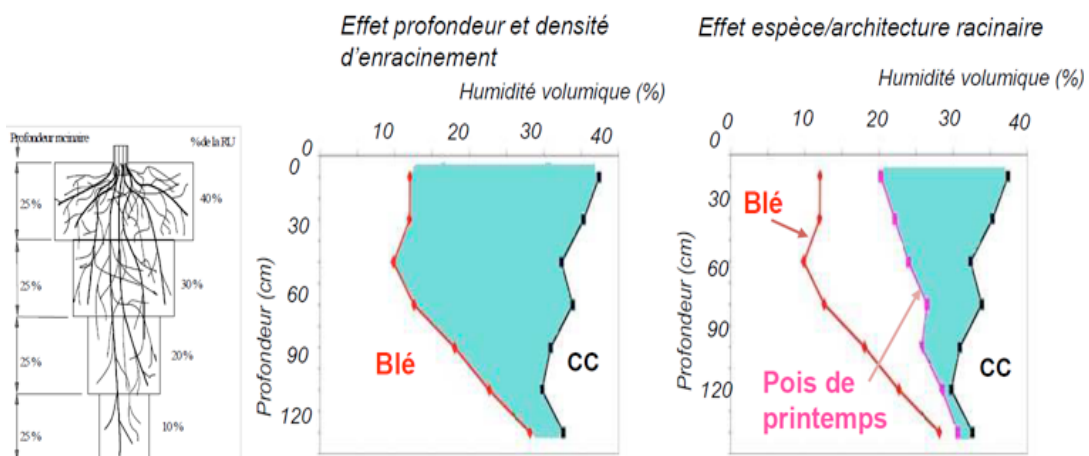 Effet profondeur et densité
d'enracinement
Humidité volumique (%)
10 20 30 40
0
0
30
60
90
120
Profondeur (cm)
Blé
CC
Effet espèce/architecture racinaire
Humidité volumique (%)
0 10 20 30 40
0
30
60
90
120
Profondeur (cm)
Blé
Pois de
printemps
CC
Profondeur racinaire
% de la RU
25%
40%
25%
30%
25%
20%
25%
10%